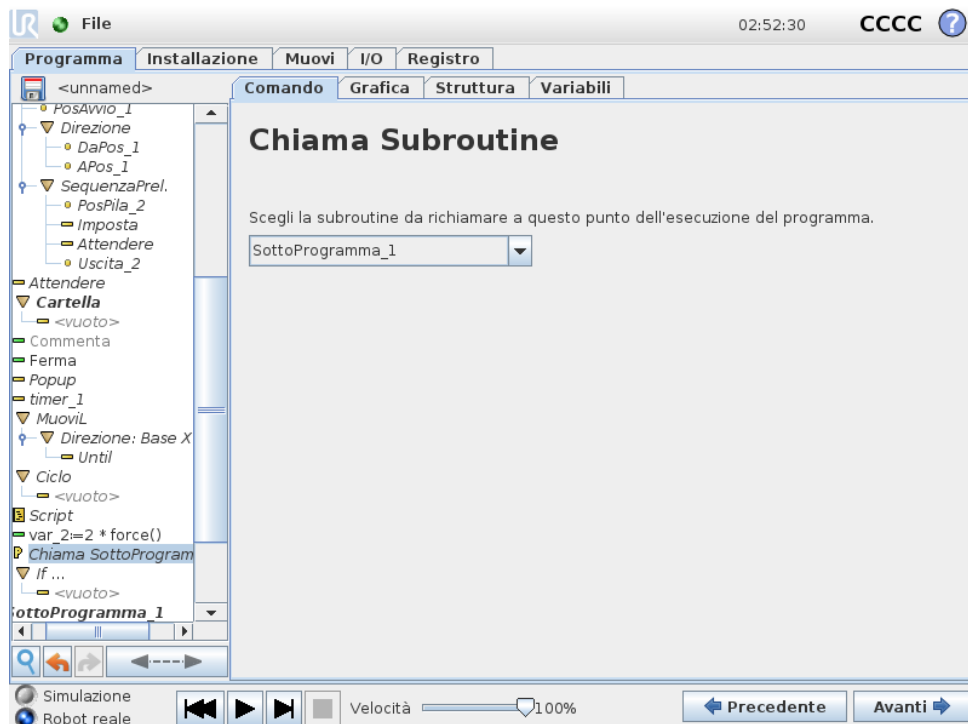 UR File 02:52:30 CCCC ?
Programma Installazione Muovi I/O Registro
<unnamed> Comando Grafica Struttura Variabili
PosAvvio_1
Direzione
DaPos_1
APos_1
SequenzaPrel.
PosPila_2
Imposta
Attendere
Uscita_2
Attendere
Cartella
<vuoto>
Commenta
Ferma
Popup
timer_1
MuoviL
Direzione: Base X
Until
Ciclo
<vuoto>
Script
var_2:=2 * force()
Chiama SottoProgram
If ...
<vuoto>
SottoProgramma_1
Chiama Subroutine
Scegli la subroutine da richiamare a questo punto dell'esecuzione del programma.
SottoProgramma_1
Simulazione
Robot reale
Velocità 100%
Precedente Avanti